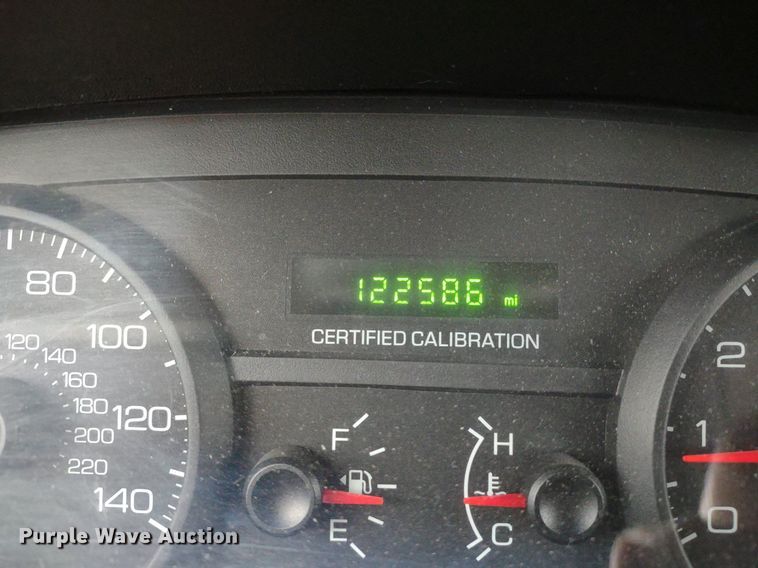 122586 mi
CERTIFIED CALIBRATION
80
100
120
140
120
140
160
180
200
220
F
E
H
C
2
1
0
Purple Wave Auction